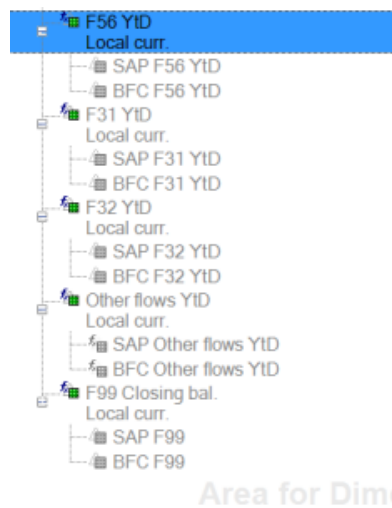 F56 YtD
Local curr.
SAP F56 YtD
BFC F56 YtD
F31 YtD
Local curr.
SAP F31 YtD
BFC F31 YtD
F32 YtD
Local curr.
SAP F32 YtD
BFC F32 YtD
Other flows YtD
Local curr.
SAP Other flows YtD
BFC Other flows YtD
F99 Closing bal.
Local curr.
SAP F99
BFC F99
Area for Dim